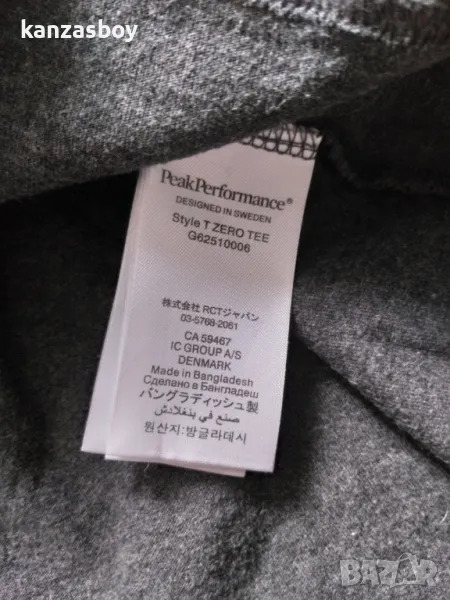 kanzasboy
PeakPerformance®
DESIGNED IN SWEDEN
Style T ZERO TEE
G62510006
株式会社 RCTジャパン
03-5768-2061
CA 59467
IC GROUP A/S
DENMARK
Made in Bangladesh
Сделано в Бангладеш
バングラディッシュ製
صنع في بنغلادش
원산지:방글라데시
BAZAR